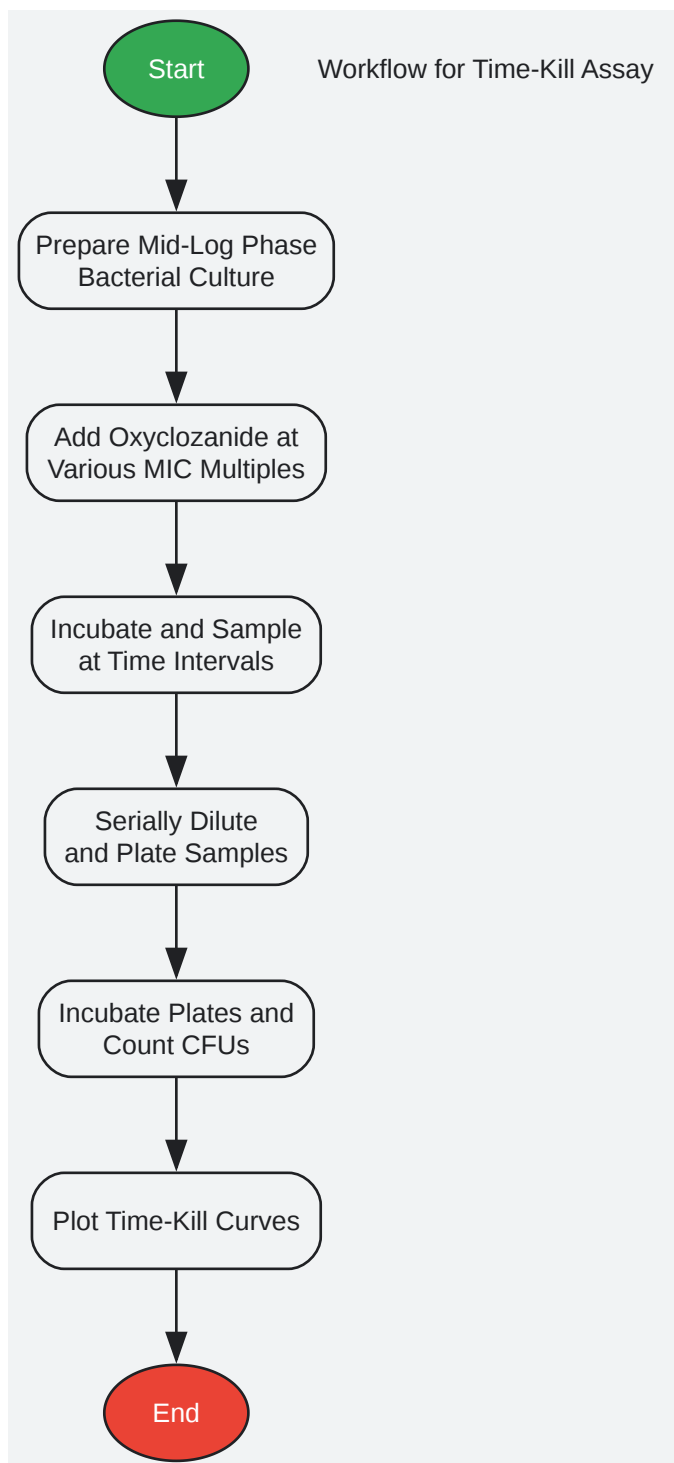 Start
Workflow for Time-Kill Assay
Prepare Mid-Log Phase
Bacterial Culture
Add Oxyclozanide at
Various MIC Multiples
Incubate and Sample
at Time Intervals
Serially Dilute
and Plate Samples
Incubate Plates and
Count CFUs
Plot Time-Kill Curves
End